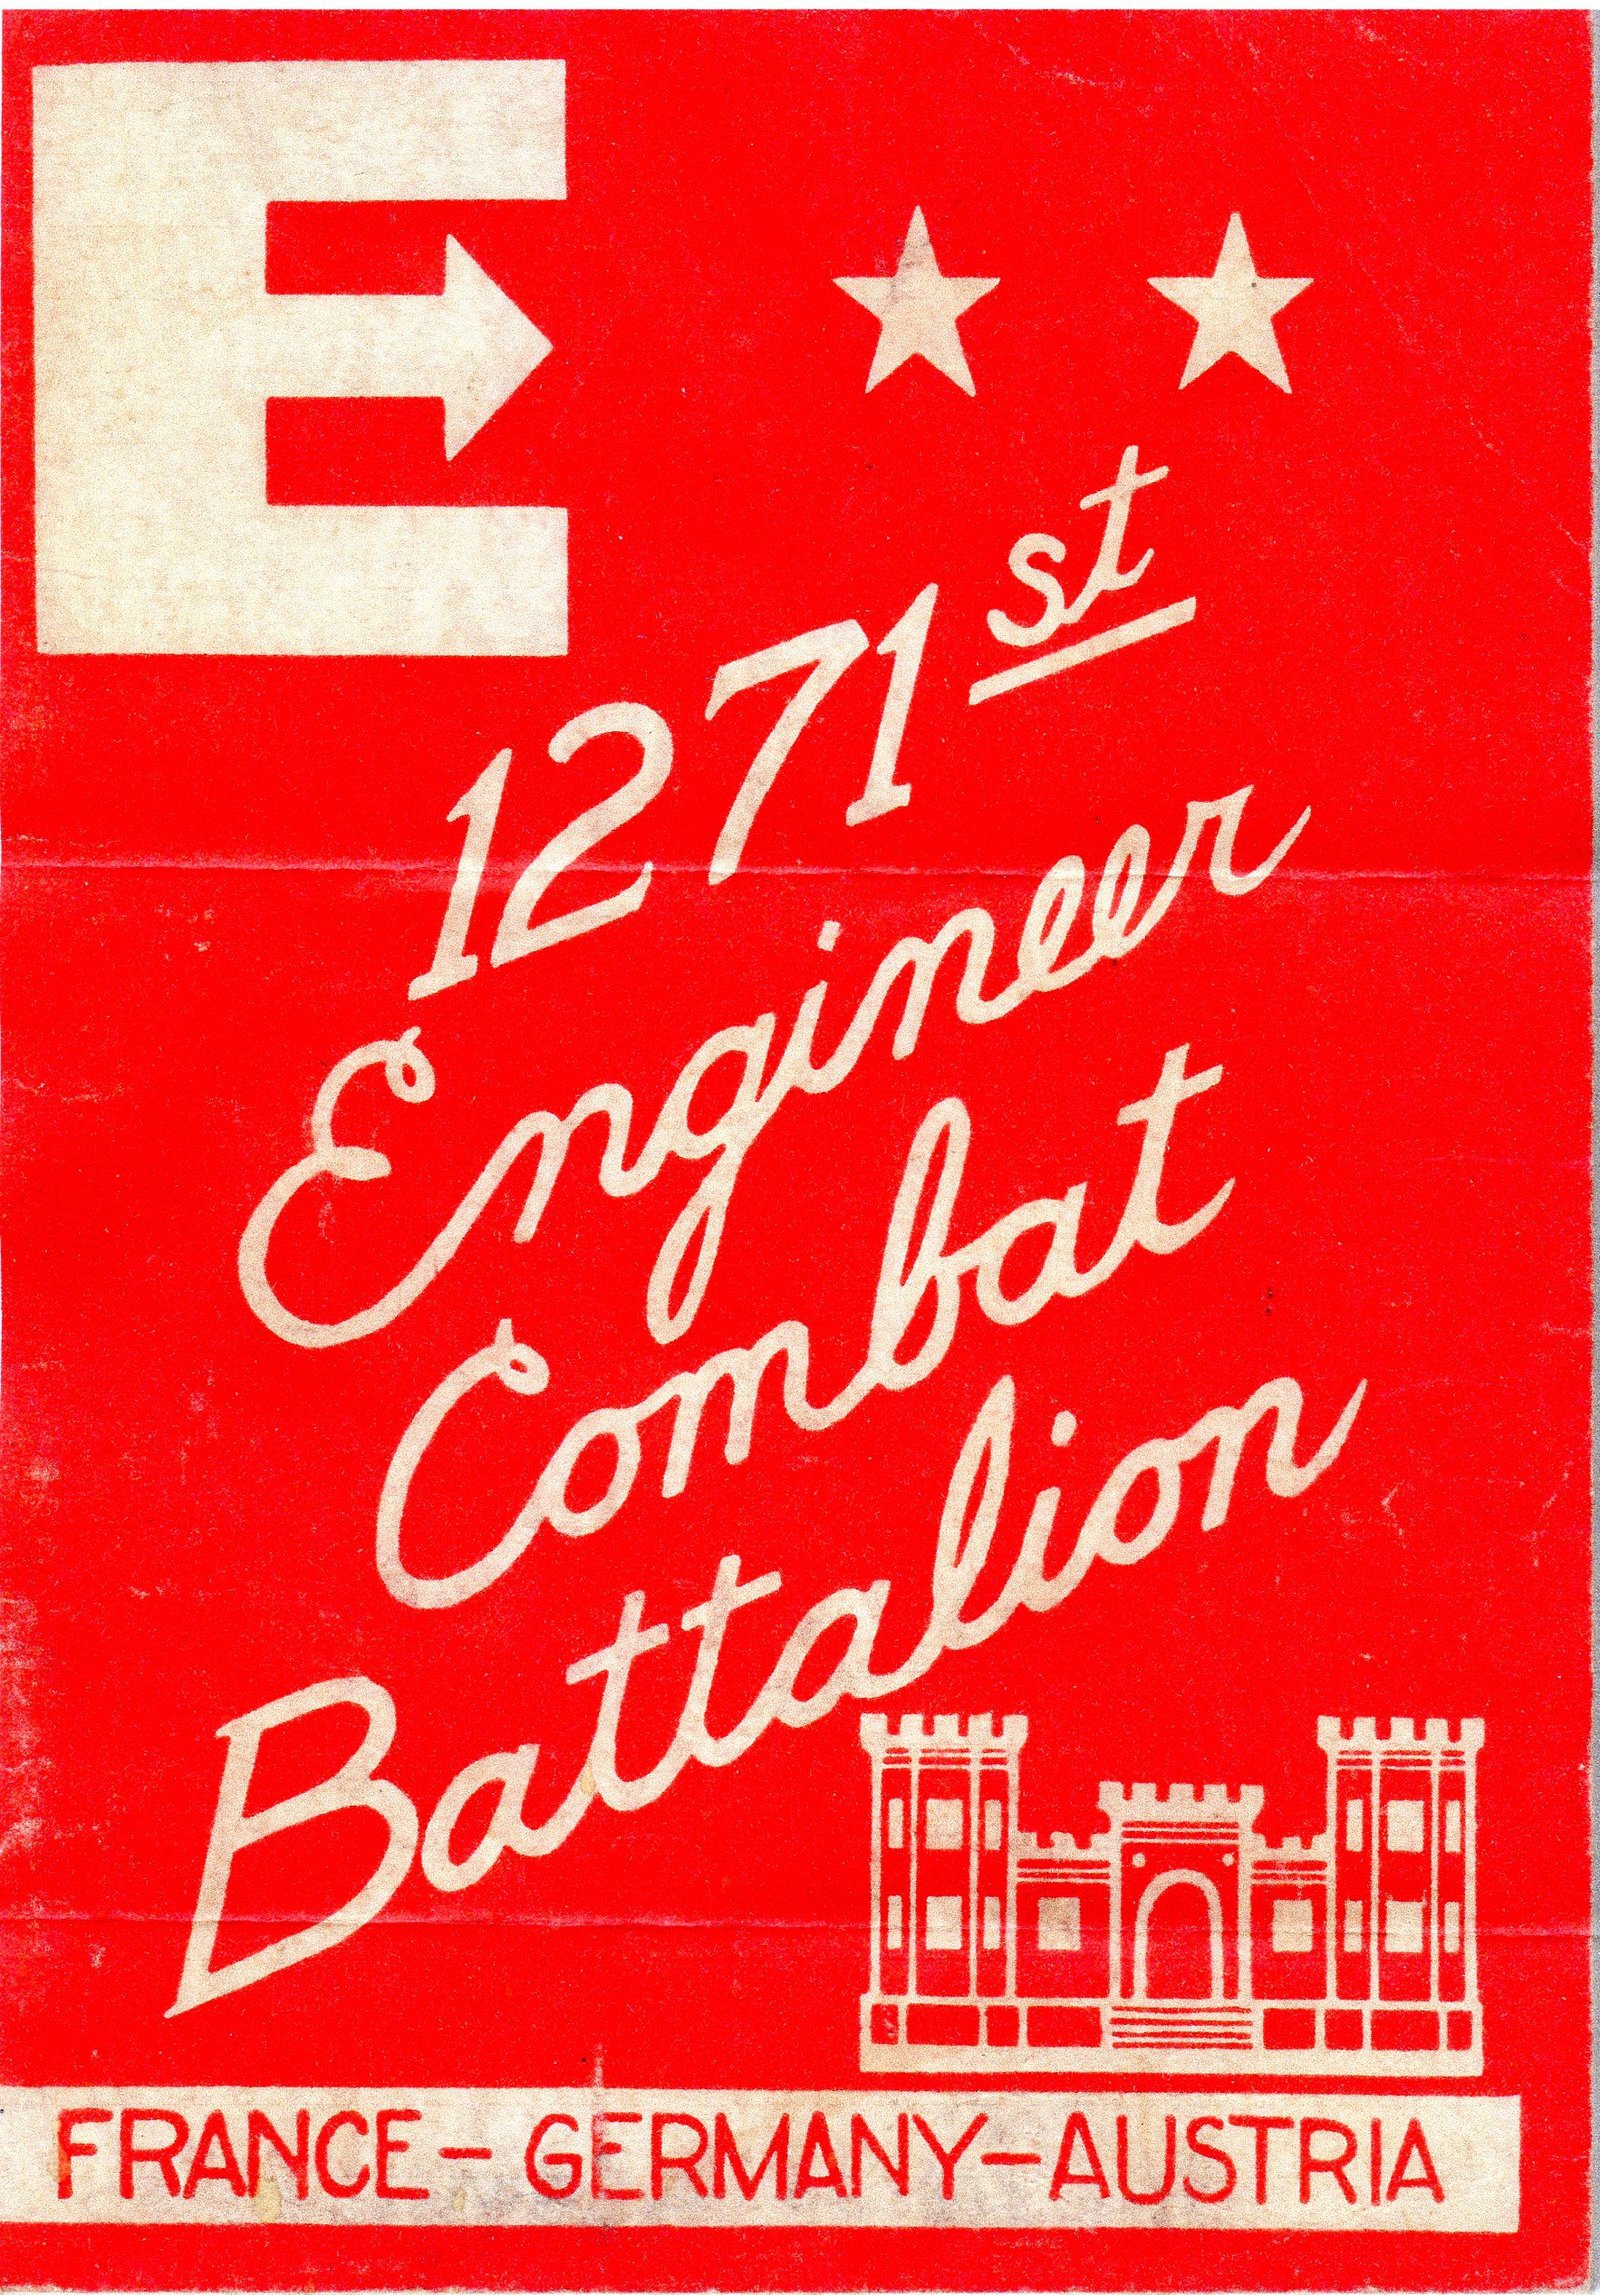 E
1271st
Engineer
Combat
Battalion
FRANCE - GERMANY - AUSTRIA